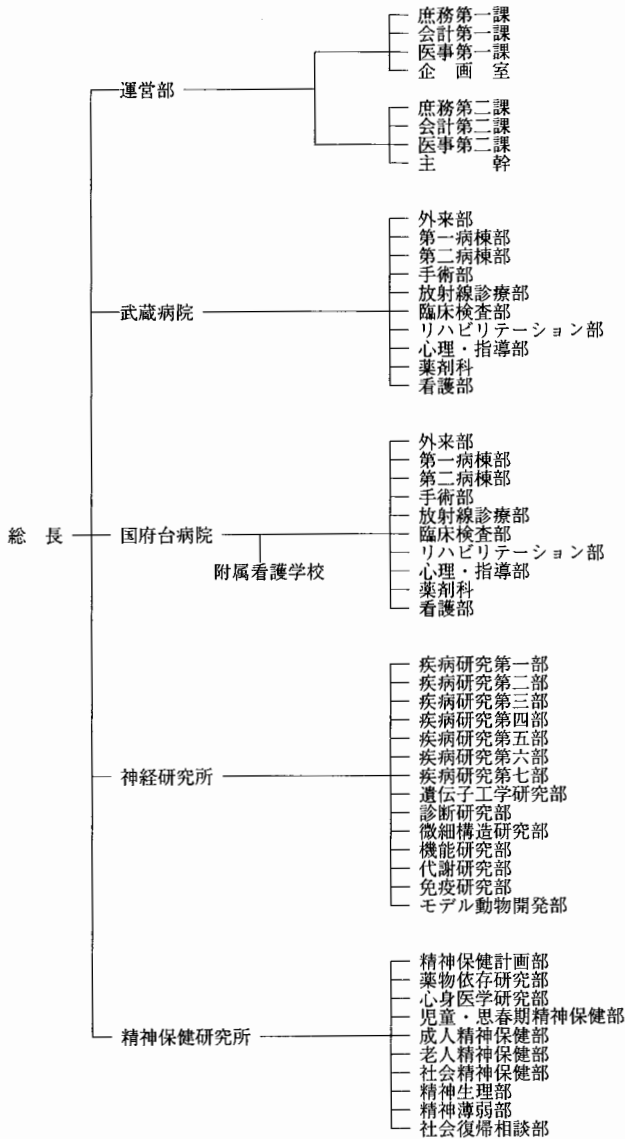 総　長
運営部
庶務第一課
会計第一課
医事第一課
企　画　室
庶務第二課
会計第二課
医事第二課
主　　　幹
武蔵病院
外来部
第一病棟部
第二病棟部
手術部
放射線診療部
臨床検査部
リハビリテーション部
心理・指導部
薬剤科
看護部
国府台病院
附属看護学校
外来部
第一病棟部
第二病棟部
手術部
放射線診療部
臨床検査部
リハビリテーション部
心理・指導部
薬剤科
看護部
神経研究所
疾病研究第一部
疾病研究第二部
疾病研究第三部
疾病研究第四部
疾病研究第五部
疾病研究第六部
疾病研究第七部
遺伝子工学研究部
診断研究部
微細構造研究部
機能研究部
代謝研究部
免疫研究部
モデル動物開発部
精神保健研究所
精神保健計画部
薬物依存研究部
心身医学研究部
児童・思春期精神保健部
成人精神保健部
老人精神保健部
社会精神保健部
精神生理部
精神薄弱部
社会復帰相談部